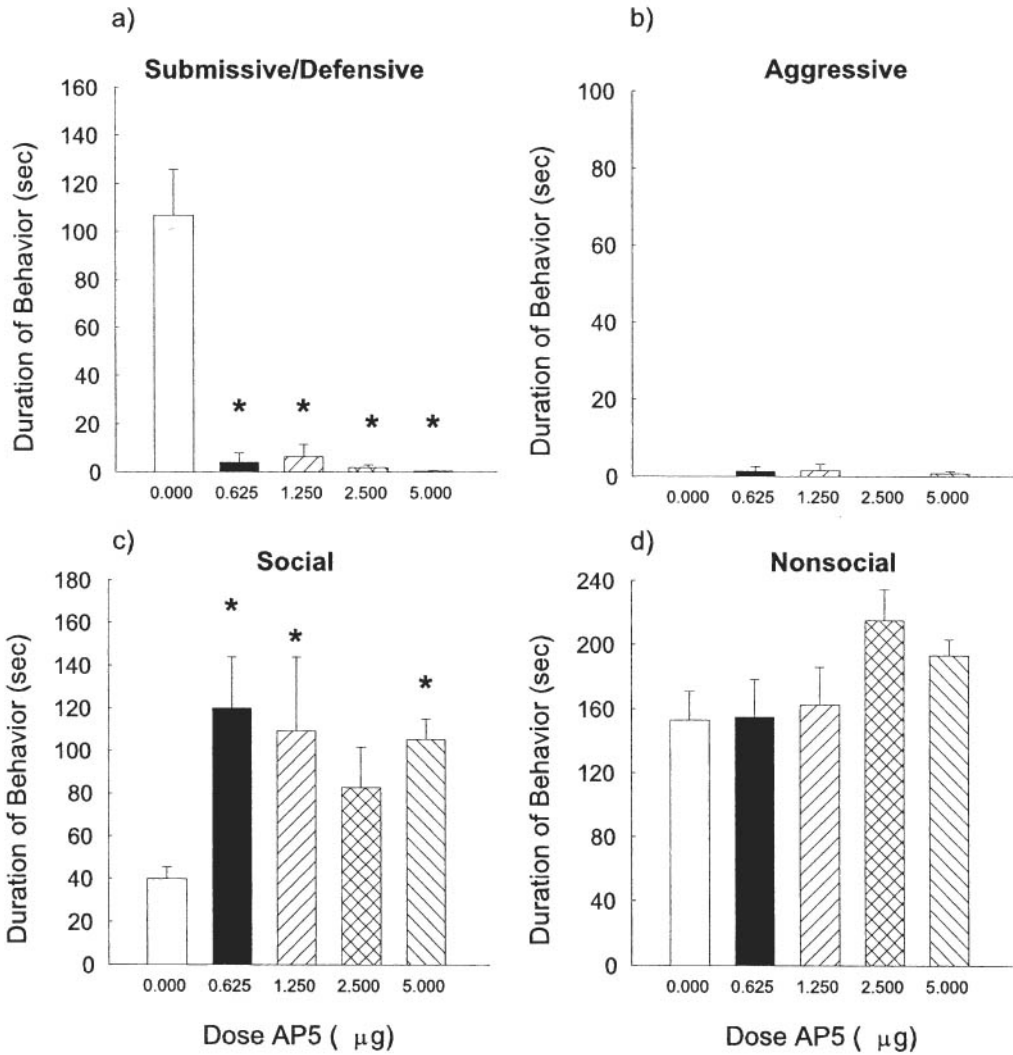 a)
Submissive/Defensive
Duration of Behavior (sec)
160
140
120
100
80
60
40
20
0
* * * *
0.000 0.625 1.250 2.500 5.000
b)
Aggressive
Duration of Behavior (sec)
100
80
60
40
20
0
0.000 0.625 1.250 2.500 5.000
c)
Social
Duration of Behavior (sec)
180
160
140
120
100
80
60
40
20
0
* * *
0.000 0.625 1.250 2.500 5.000
Dose AP5 ( μg)
d)
Nonsocial
Duration of Behavior (sec)
240
200
160
120
80
40
0
0.000 0.625 1.250 2.500 5.000
Dose AP5 ( μg)